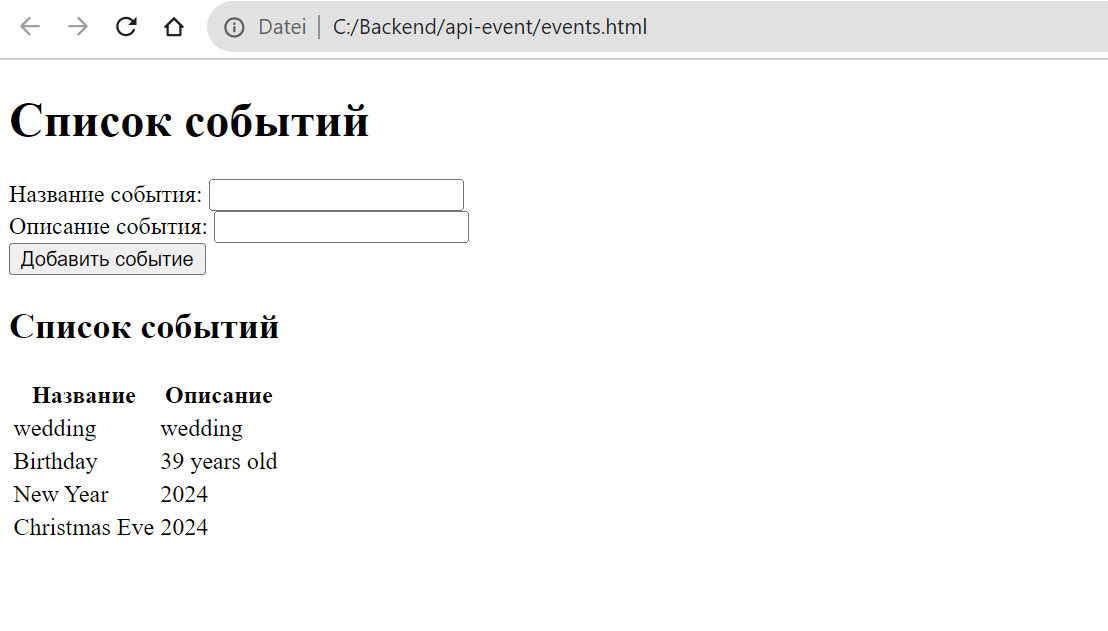 Datei | C:/Backend/api-event/events.html
Список событий
Название события:
Описание события:
Добавить событие
Список событий
Название Описание
wedding wedding
Birthday 39 years old
New Year 2024
Christmas Eve 2024